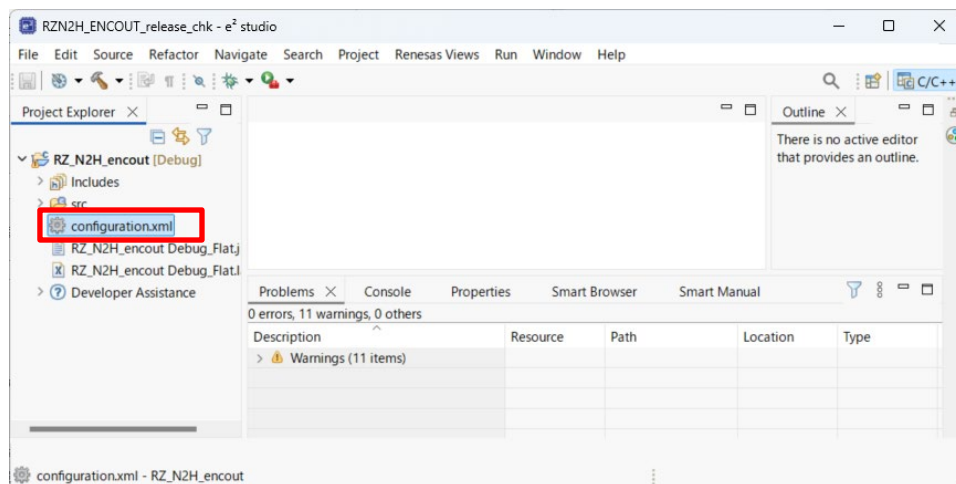 RZN2H_ENCOUT_release_chk - e² studio
File Edit Source Refactor Navigate Search Project Renesas Views Run Window Help
C/C++
Project Explorer
RZ_N2H_encout [Debug]
Includes
src
configuration.xml
RZ_N2H_encout Debug_Flat.j
RZ_N2H_encout Debug_Flat.l
Developer Assistance
Outline
There is no active editor
that provides an outline.
Problems Console Properties Smart Browser Smart Manual
0 errors, 11 warnings, 0 others
Description Resource Path Location Type
Warnings (11 items)
configuration.xml - RZ_N2H_encout